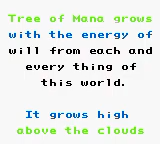 Tree of Mana grows
with the energy of
will from each and
every thing of
this world.
It grows high
above the clouds